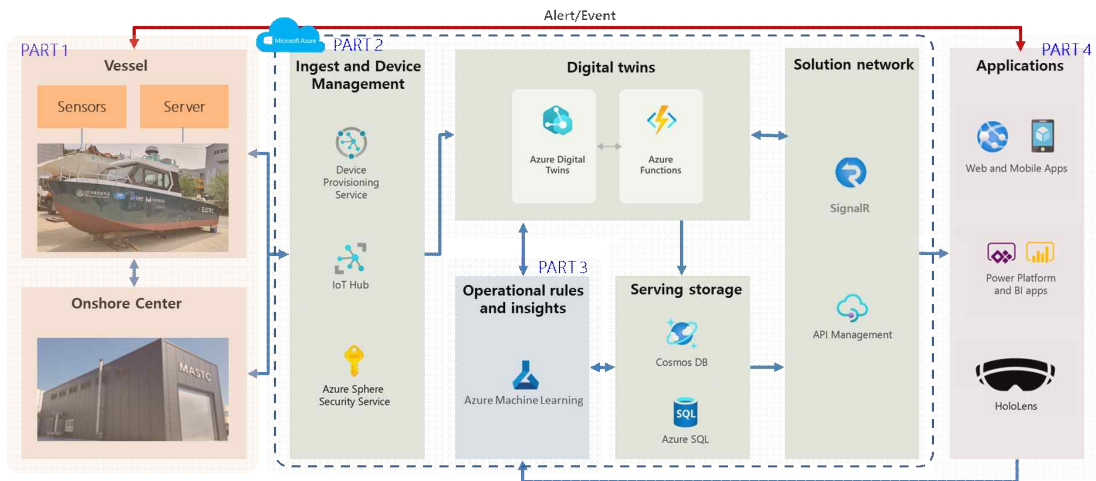 Alert/Event
Microsoft Azure
PART 1
PART 2
PART 4
Vessel
Sensors
Server
Onshore Center
MASTC
Ingest and Device
Management
Device
Provisioning
Service
IoT Hub
Azure Sphere
Security Service
Digital twins
Azure Digital
Twins
Azure
Functions
PART 3
Operational rules
and insights
Azure Machine Learning
Serving storage
Cosmos DB
SQL
Azure SQL
Solution network
SignalR
API Management
Applications
Web and Mobile Apps
Power Platform
and BI apps
HoloLens